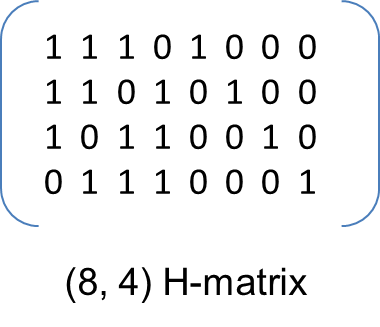 1 1 1 0 1 0 0 0
1 1 0 1 0 1 0 0
1 0 1 1 0 0 1 0
0 1 1 1 0 0 0 1
(8, 4) H-matrix